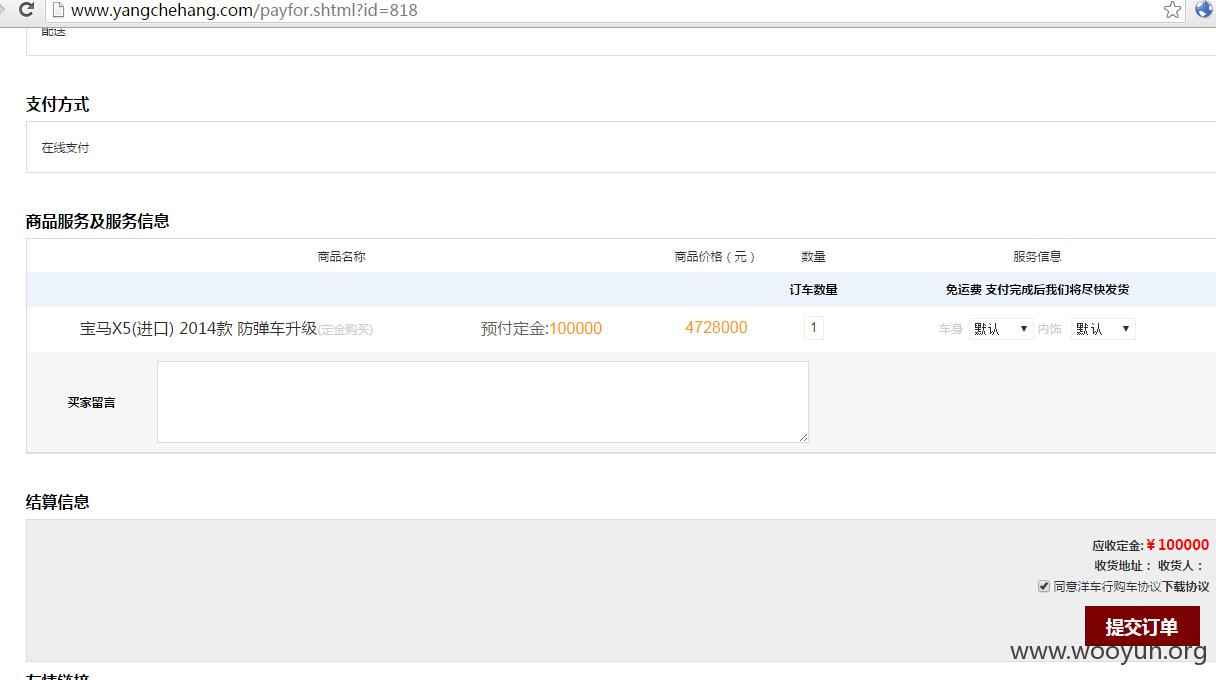 www.yangchehang.com/payfor.shtml?id=818
配送
支付方式
在线支付
商品服务及服务信息
商品名称 商品价格（元） 数量 服务信息
订车数量 免运费 支付完成后我们将尽快发货
宝马X5(进口) 2014款 防弹车升级(定金购买) 预付定金:100000 4728000 1 车身 默认 内饰 默认
买家留言
结算信息
应收定金:¥100000
收货地址： 收货人：
同意洋车行购车协议下载协议
提交订单
www.wooyun.org
友情链接